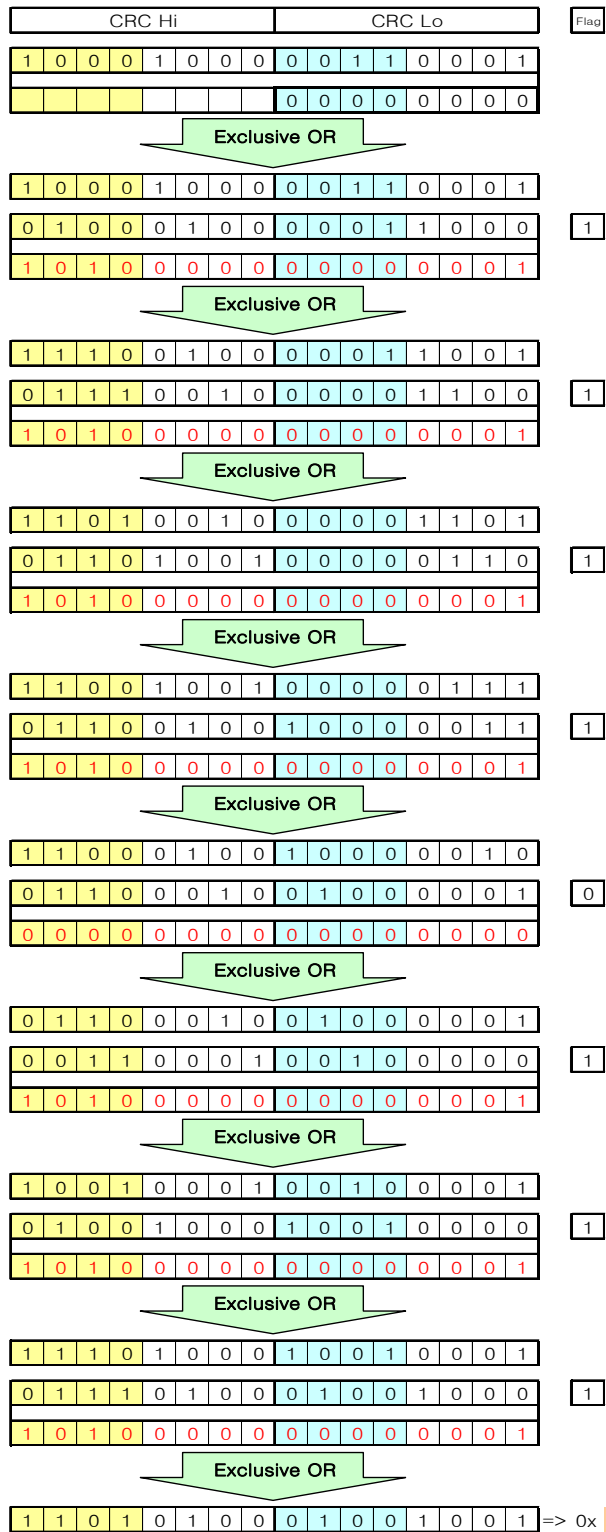 CRC Hi CRC Lo Flag
1 0 0 0 1 0 0 0 0 0 1 1 0 0 0 1
0 0 0 0 0 0 0 0
Exclusive OR
1 0 0 0 1 0 0 0 0 0 1 1 0 0 0 1
0 1 0 0 0 1 0 0 0 0 0 1 1 0 0 0 1
1 0 1 0 0 0 0 0 0 0 0 0 0 0 0 1
Exclusive OR
1 1 1 0 0 1 0 0 0 0 0 1 1 0 0 1
0 1 1 1 0 0 1 0 0 0 0 0 1 1 0 0 1
1 0 1 0 0 0 0 0 0 0 0 0 0 0 0 1
Exclusive OR
1 1 0 1 0 0 1 0 0 0 0 0 1 1 0 1
0 1 1 0 1 0 0 1 0 0 0 0 0 1 1 0 1
1 0 1 0 0 0 0 0 0 0 0 0 0 0 0 1
Exclusive OR
1 1 0 0 1 0 0 1 0 0 0 0 0 1 1 1
0 1 1 0 0 1 0 0 1 0 0 0 0 0 1 1 1
1 0 1 0 0 0 0 0 0 0 0 0 0 0 0 1
Exclusive OR
1 1 0 0 0 1 0 0 1 0 0 0 0 0 1 0
0 1 1 0 0 0 1 0 0 1 0 0 0 0 0 1 0
0 0 0 0 0 0 0 0 0 0 0 0 0 0 0 0
Exclusive OR
0 1 1 0 0 0 1 0 0 1 0 0 0 0 0 1
0 0 1 1 0 0 0 1 0 0 1 0 0 0 0 0 1
1 0 1 0 0 0 0 0 0 0 0 0 0 0 0 1
Exclusive OR
1 0 0 1 0 0 0 1 0 0 1 0 0 0 0 1
0 1 0 0 1 0 0 0 1 0 0 1 0 0 0 0 1
1 0 1 0 0 0 0 0 0 0 0 0 0 0 0 1
Exclusive OR
1 1 1 0 1 0 0 0 1 0 0 1 0 0 0 1
0 1 1 1 0 1 0 0 0 1 0 0 1 0 0 0 1
1 0 1 0 0 0 0 0 0 0 0 0 0 0 0 1
Exclusive OR
1 1 0 1 0 1 0 0 0 1 0 0 1 0 0 1 => 0x